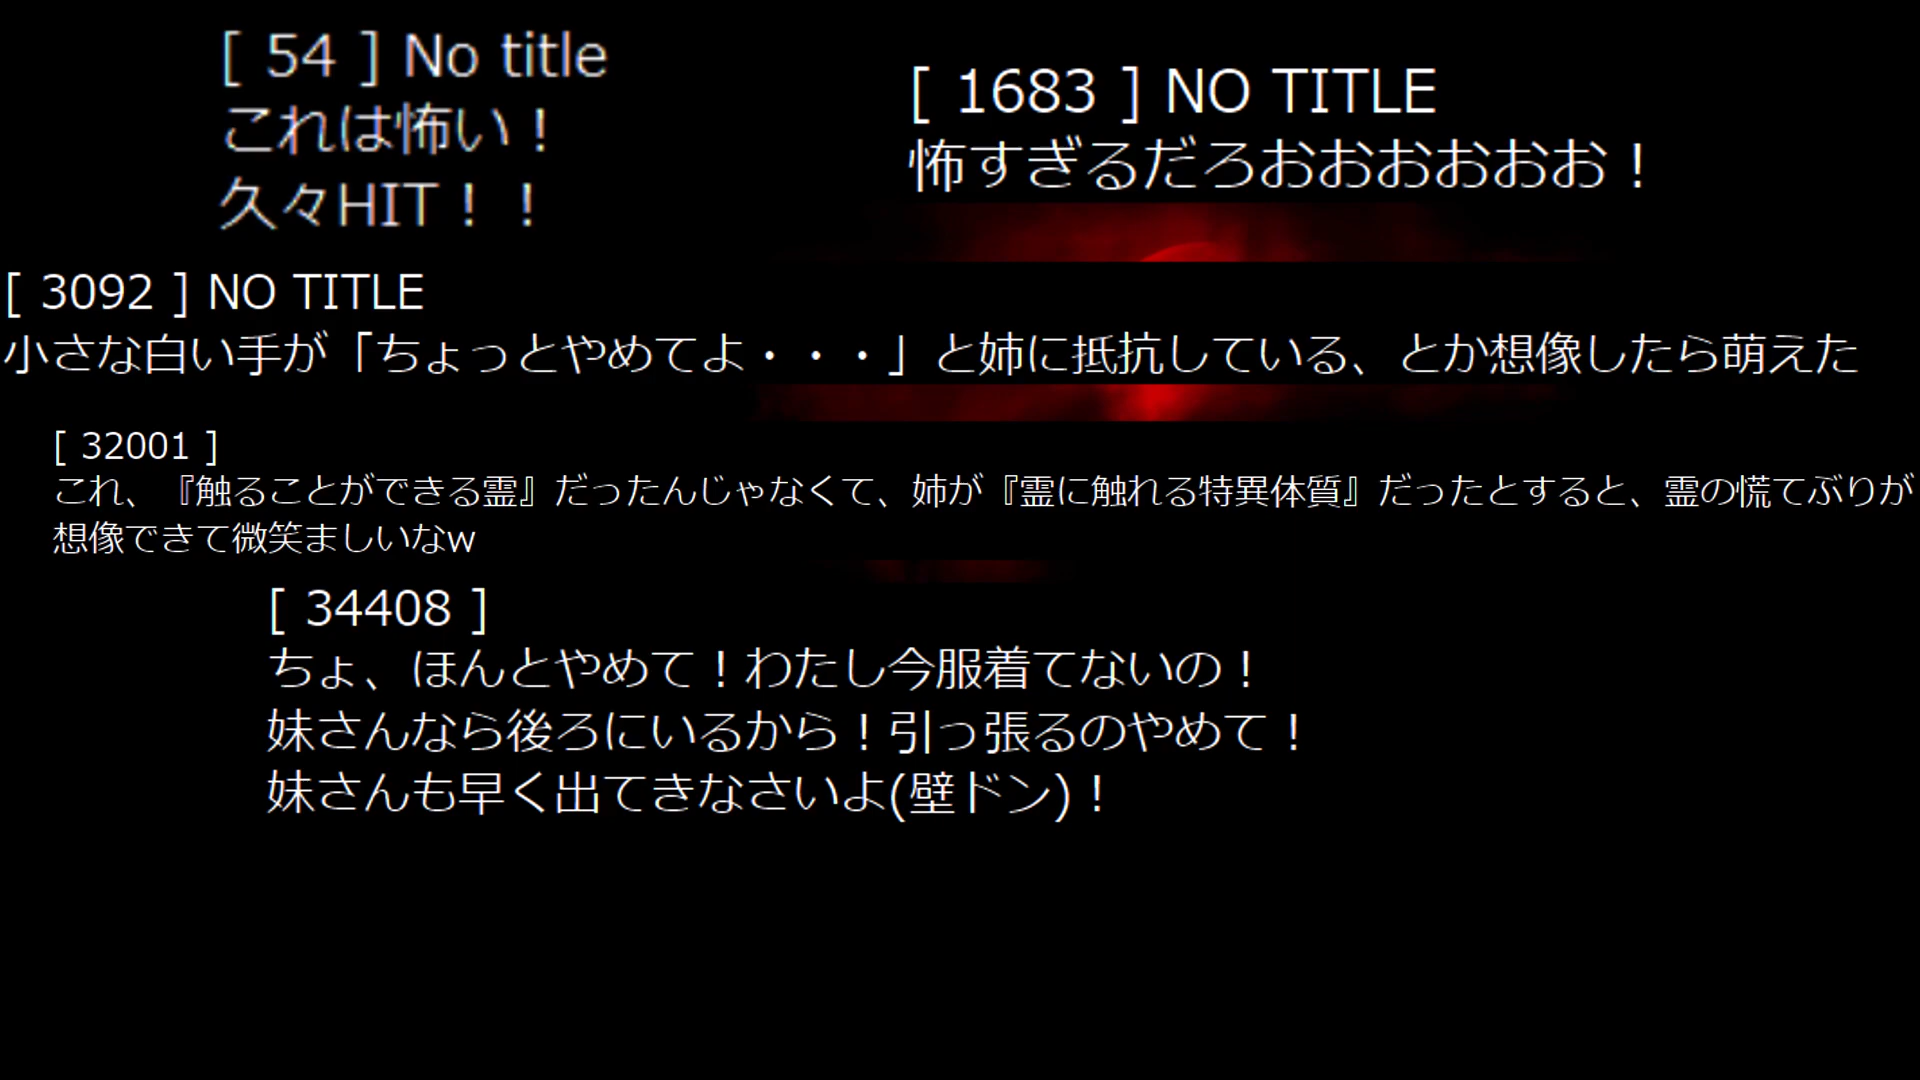 [ 54 ] No title
これは怖い！
久々HIT！！
[ 1683 ] NO TITLE
怖すぎるだろおおおおおお！
[ 3092 ] NO TITLE
小さな白い手が「ちょっとやめてよ・・・」と姉に抵抗している、とか想像したら萌えた
[ 32001 ]
これ、『触ることができる霊』だったんじゃなくて、姉が『霊に触れる特異体質』だったとすると、霊の慌てぶりが
想像できて微笑ましいなw
[ 34408 ]
ちょ、ほんとやめて！わたし今服着てないの！
妹さんなら後ろにいるから！引っ張るのやめて！
妹さんも早く出てきなさいよ(壁ドン)！